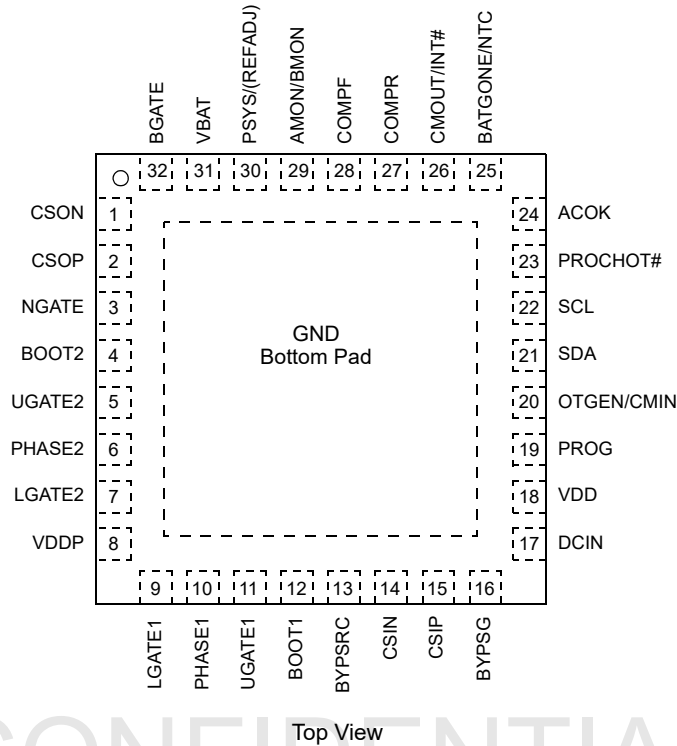 BGATE
VBAT
PSYS/(REFADJ)
AMON/BMON
COMPF
COMPR
CMOUT/INT#
BATGONE/NTC
32 31 30 29 28 27 26 25
CSON 1
CSOP 2
NGATE 3
BOOT2 4
UGATE2 5
PHASE2 6
LGATE2 7
VDDP 8
GND
Bottom Pad
24 ACOK
23 PROCHOT#
22 SCL
21 SDA
20 OTGEN/CMIN
19 PROG
18 VDD
17 DCIN
9 10 11 12 13 14 15 16
LGATE1
PHASE1
UGATE1
BOOT1
BYPSRC
CSIN
CSIP
BYPSG
Top View